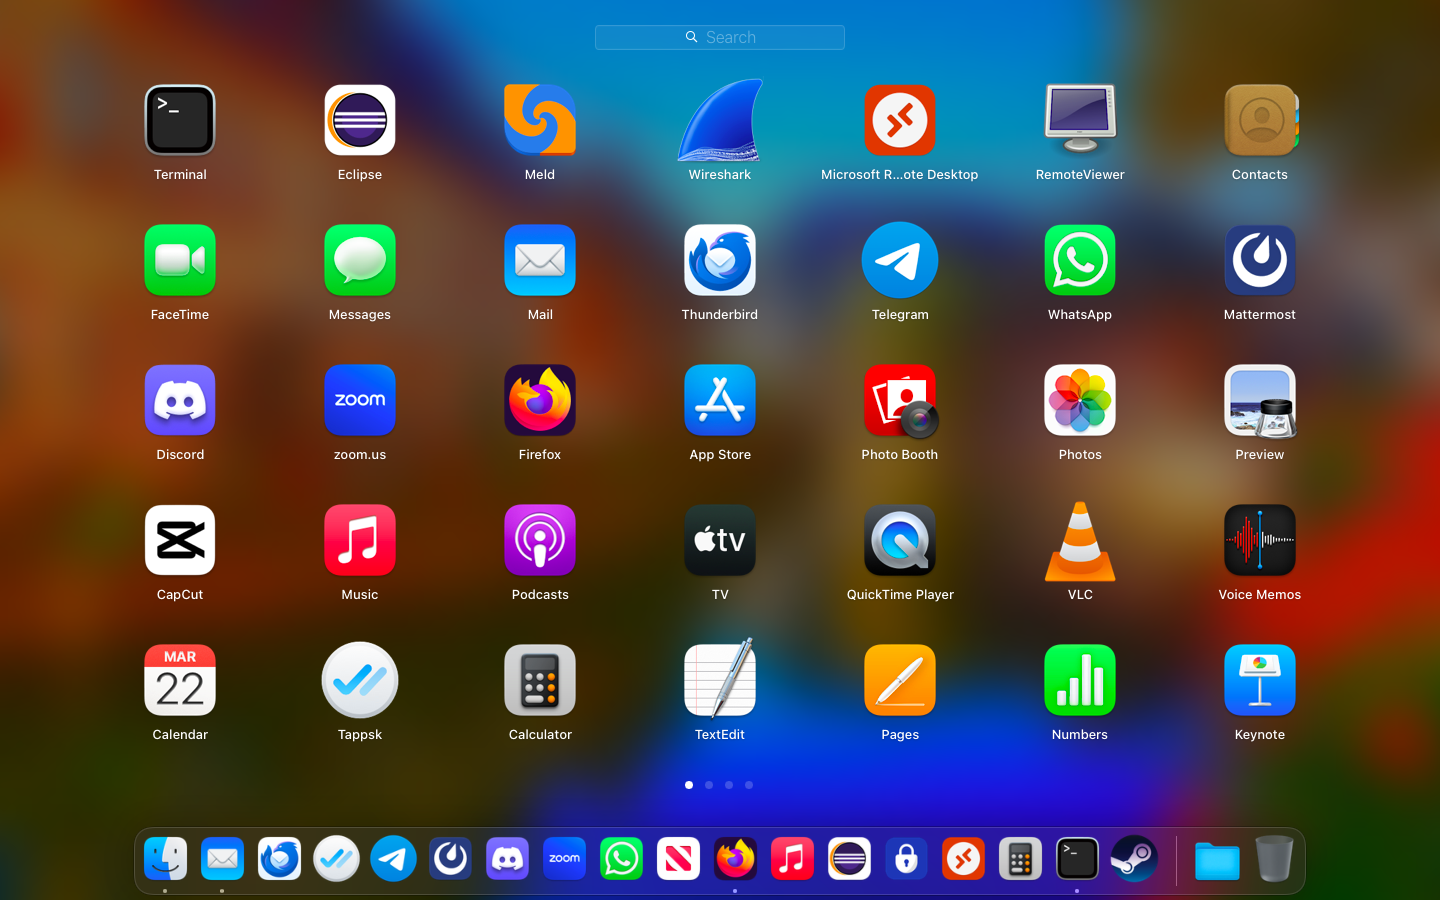 Search
>_
Terminal
Eclipse
Meld
Wireshark
Microsoft R...ote Desktop
RemoteViewer
Contacts
FaceTime
Messages
Mail
Thunderbird
Telegram
WhatsApp
Mattermost
zoom
Discord
zoom.us
Firefox
App Store
Photo Booth
Photos
Preview
tv
CapCut
Music
Podcasts
TV
QuickTime Player
VLC
Voice Memos
MAR
22
Calendar
Tappsk
Calculator
TextEdit
Pages
Numbers
Keynote
zoom
>_